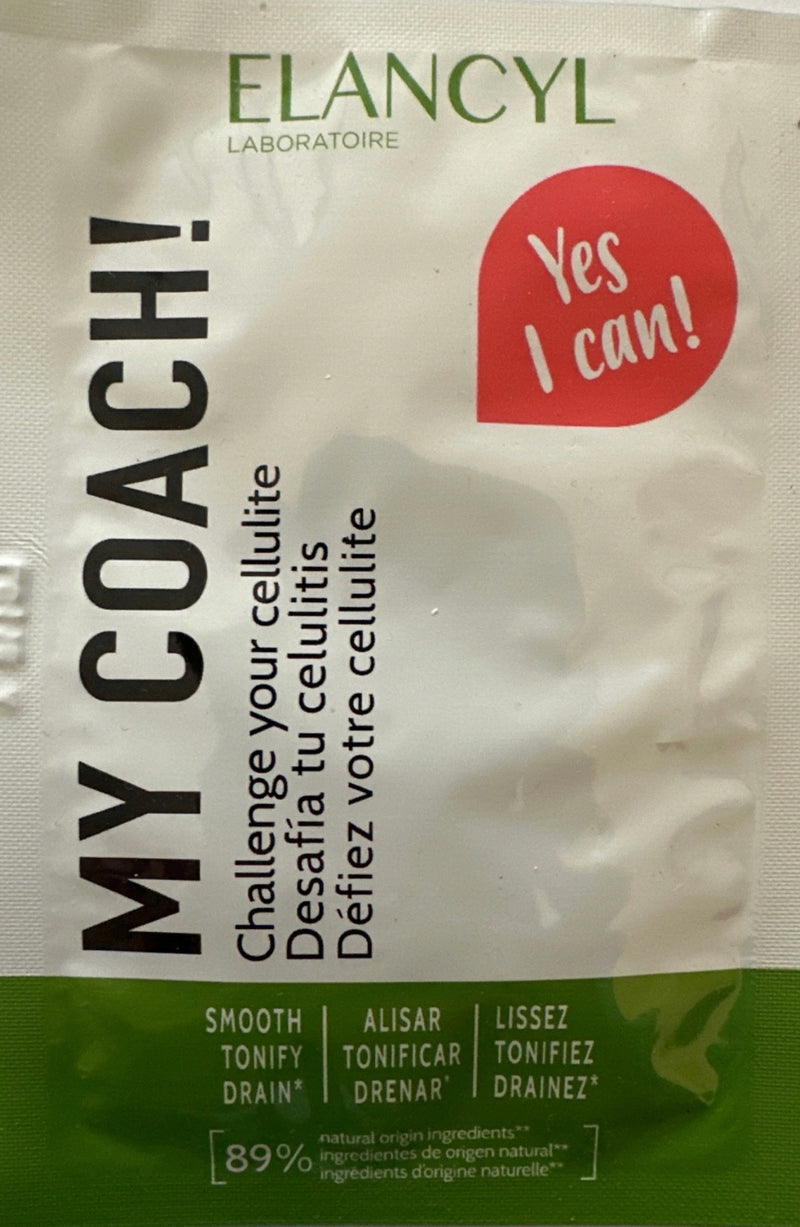 ELANCYL
LABORATOIRE
Yes
I can!
MY COACH!
Challenge your cellulite
Desafía tu celulitis
Défiez votre cellulite
SMOOTH
TONIFY
DRAIN*
ALISAR
TONIFICAR
DRENAR*
LISSEZ
TONIFIEZ
DRAINEZ*
89%
natural origin ingredients**
ingredientes de origen natural**
ingrédients d'origine naturelle**